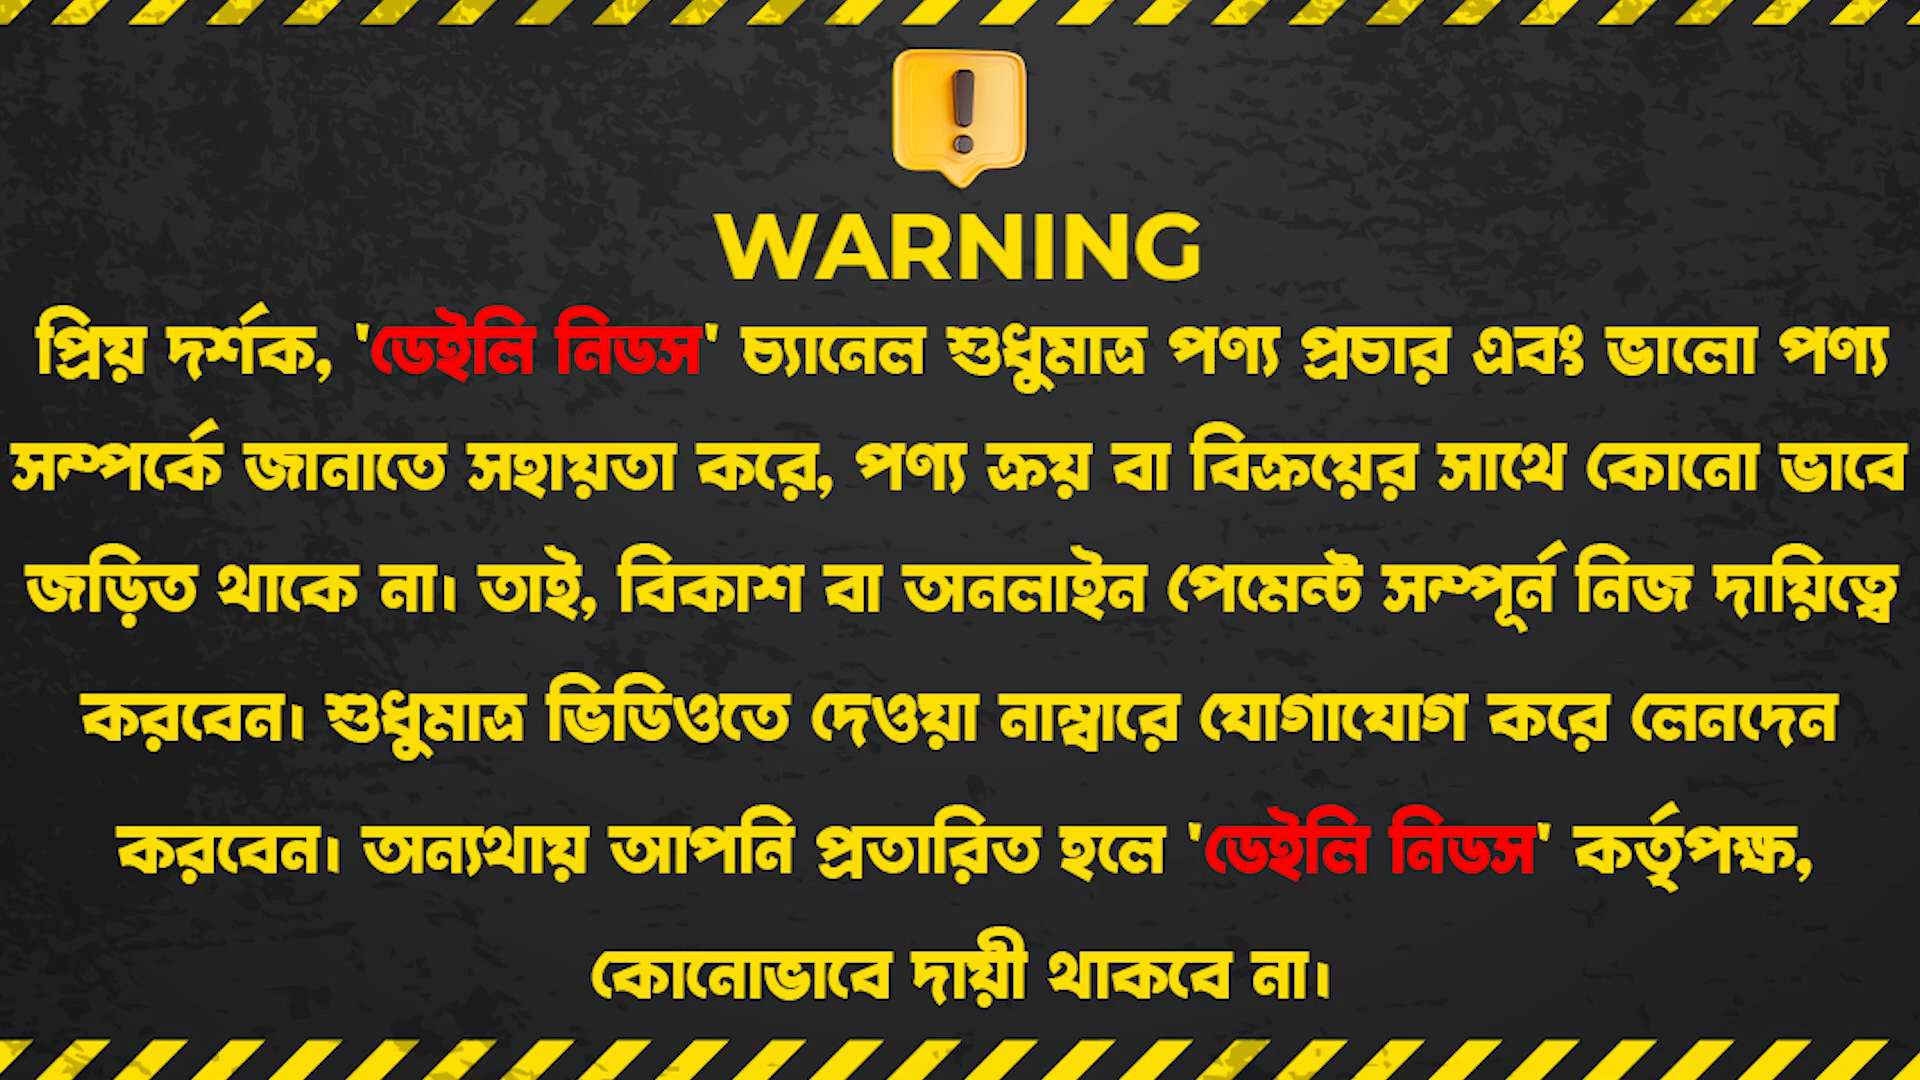 WARNING
প্রিয় দর্শক, 'ডেইলি নিডস' চ্যানেল শুধুমাত্র পণ্য প্রচার এবং ভালো পণ্য
সম্পর্কে জানাতে সহায়তা করে, পণ্য ক্রয় বা বিক্রয়ের সাথে কোনো ভাবে
জড়িত থাকে না। তাই, বিকাশ বা অনলাইন পেমেন্ট সম্পূর্ন নিজ দায়িত্বে
করবেন। শুধুমাত্র ভিডিওতে দেওয়া নাম্বারে যোগাযোগ করে লেনদেন
করবেন। অন্যথায় আপনি প্রতারিত হলে 'ডেইলি নিডস' কর্তৃপক্ষ,
কোনোভাবে দায়ী থাকবে না।